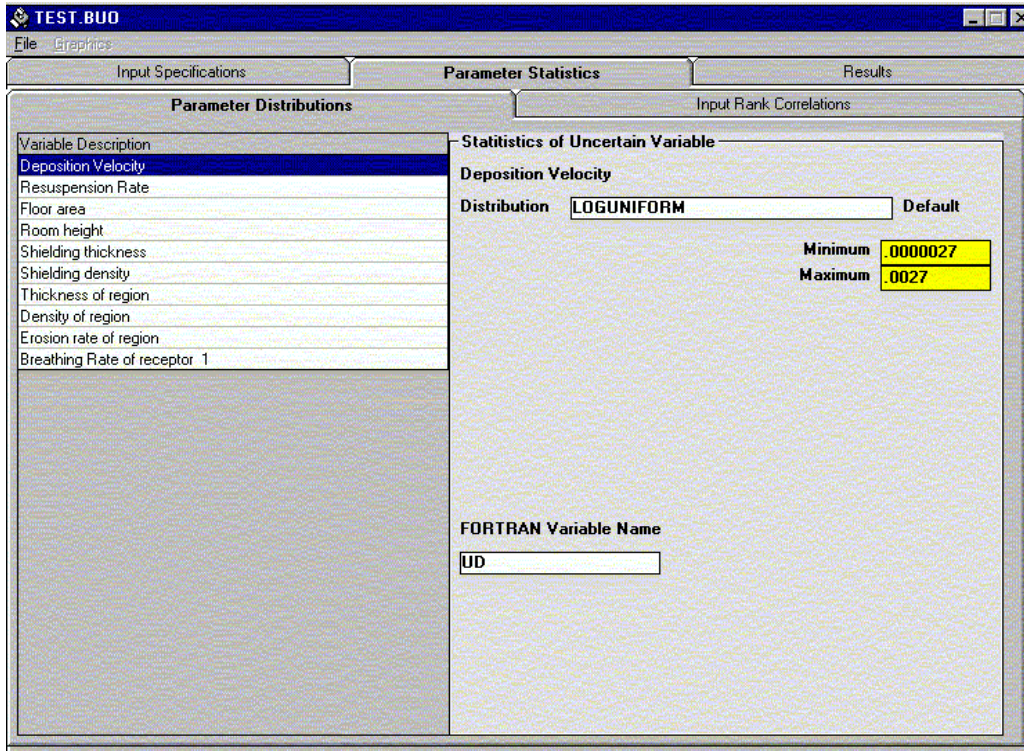 TEST.BUO
File Graphics
Input Specifications Parameter Statistics Results
Parameter Distributions Input Rank Correlations
Variable Description
Deposition Velocity
Resuspension Rate
Floor area
Room height
Shielding thickness
Shielding density
Thickness of region
Density of region
Erosion rate of region
Breathing Rate of receptor 1
Statitistics of Uncertain Variable
Deposition Velocity
Distribution LOGUNIFORM Default
Minimum .0000027
Maximum .0027
FORTRAN Variable Name
UD